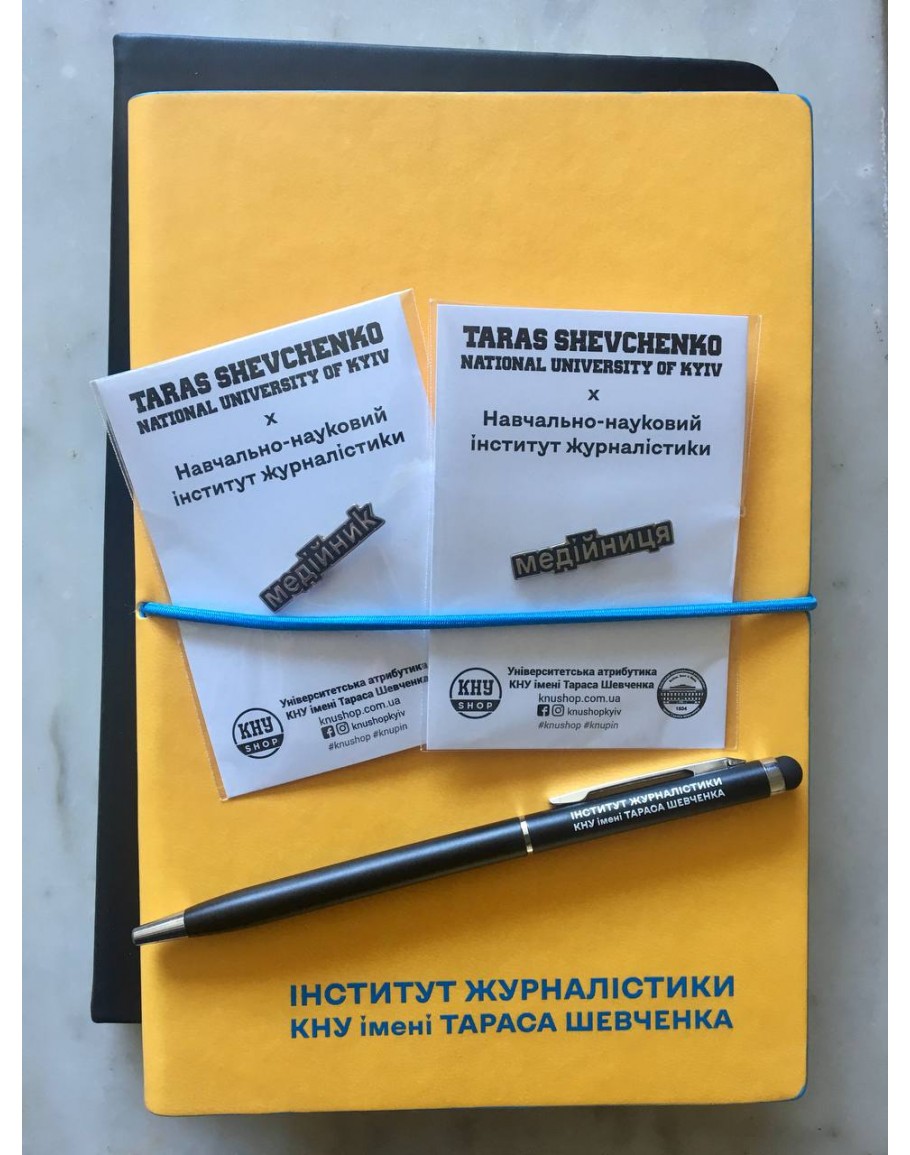 TARAS SHEVCHENKO
NATIONAL UNIVERSITY OF KYIV
x
Навчально-науковий
інститут журналістики
медійник
КНУ
SHOP
Університетська атрибутика
КНУ імені Тараса Шевченка
knushop.com.ua
knushopkyiv
#knushop #knupin
TARAS SHEVCHENKO
NATIONAL UNIVERSITY OF KYIV
x
Навчально-науковий
інститут журналістики
медійниця
КНУ
SHOP
Університетська атрибутика
КНУ імені Тараса Шевченка
knushop.com.ua
knushopkyiv
#knushop #knupin
1834
ІНСТИТУТ ЖУРНАЛІСТИКИ
КНУ імені ТАРАСА ШЕВЧЕНКА
ІНСТИТУТ ЖУРНАЛІСТИКИ
КНУ імені ТАРАСА ШЕВЧЕНКА